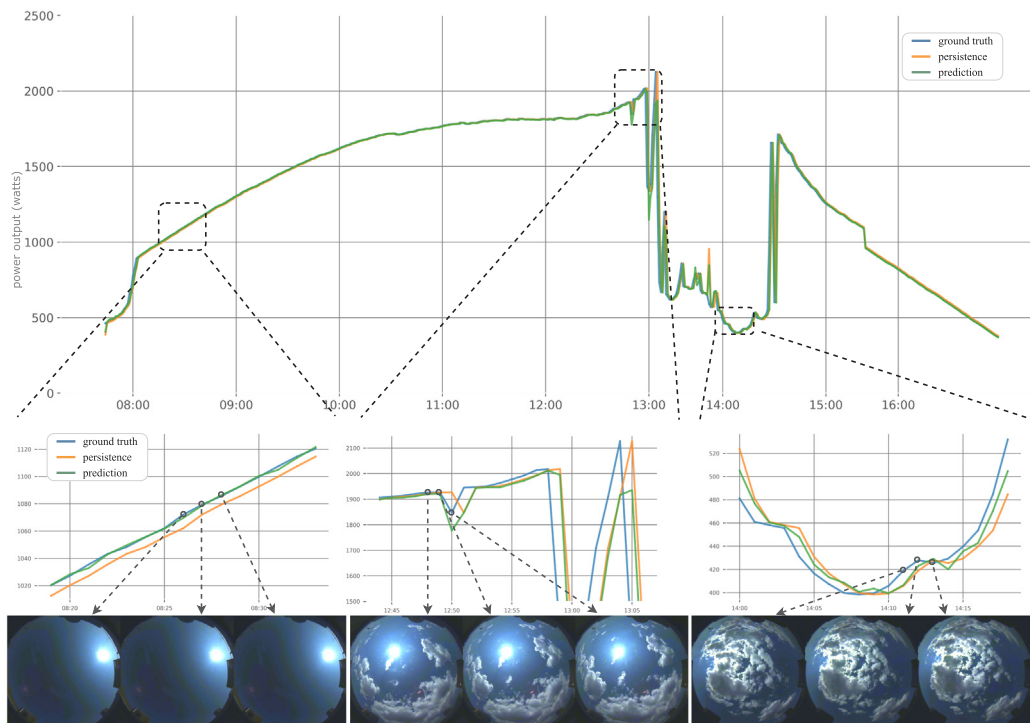 2500
2000
1500
1000
500
0
power output (watts)
ground truth
persistence
prediction
08:00 09:00 10:00 11:00 12:00 13:00 14:00 15:00 16:00
ground truth
persistence
prediction
1120
1100
1080
1060
1040
1020
08:20 08:25 08:30
2100
2000
1900
1800
1700
1600
1500
12:45 12:50 12:55 13:00 13:05
520
500
480
460
440
420
400
14:00 14:05 14:10 14:15